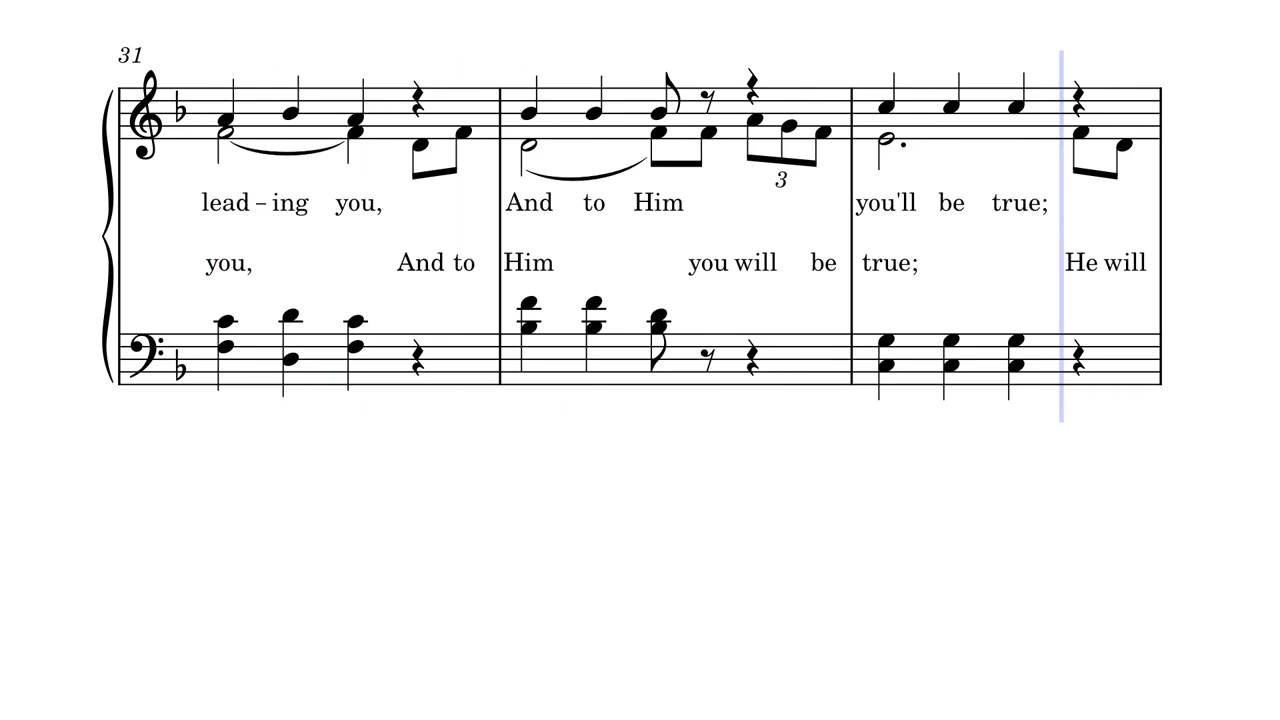 31
3
lead-ing you, And to Him you'll be true;
you, And to Him you will be true; He will